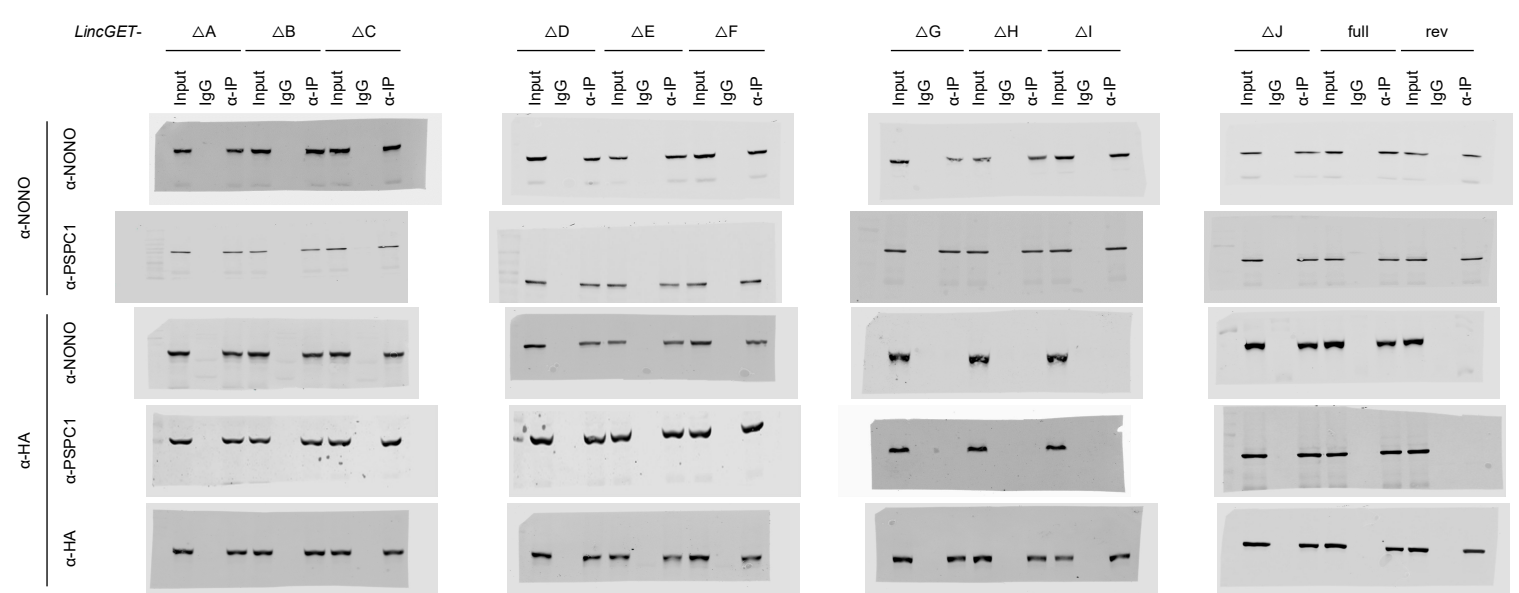 LincGET- △A △B △C △D △E △F △G △H △I △J full rev
Input IgG α-IP Input IgG α-IP Input IgG α-IP Input IgG α-IP Input IgG α-IP Input IgG α-IP Input IgG α-IP Input IgG α-IP Input IgG α-IP Input IgG α-IP Input IgG α-IP Input IgG α-IP
α-NONO
α-NONO
α-PSPC1
α-HA
α-NONO
α-PSPC1
α-HA